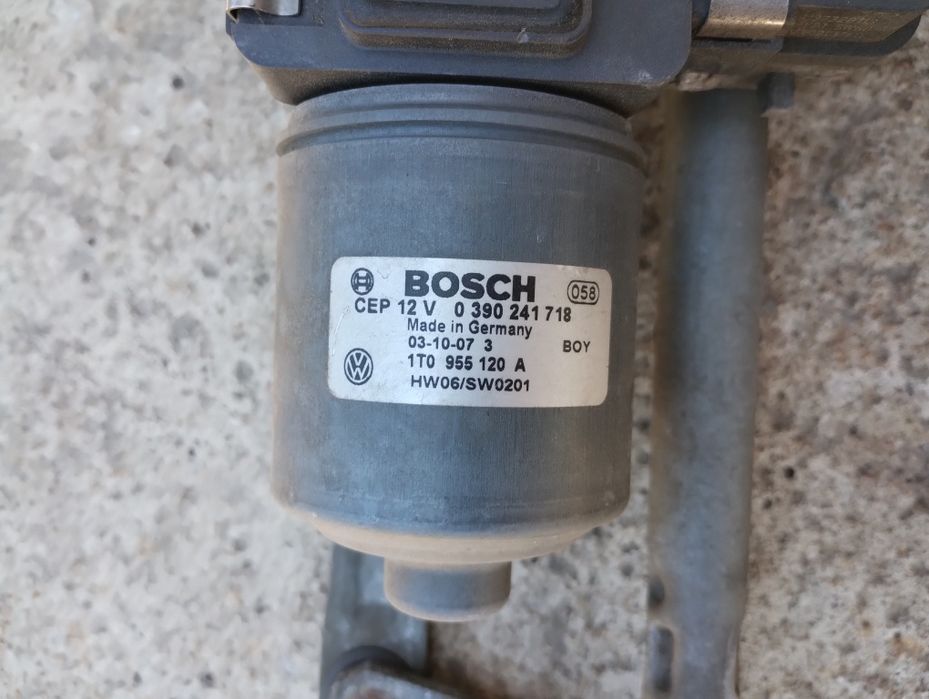 BOSCH 058
CEP 12 V 0 390 241 718
Made in Germany
03-10-07 3 BOY
1T0 955 120 A
HW06/SW0201